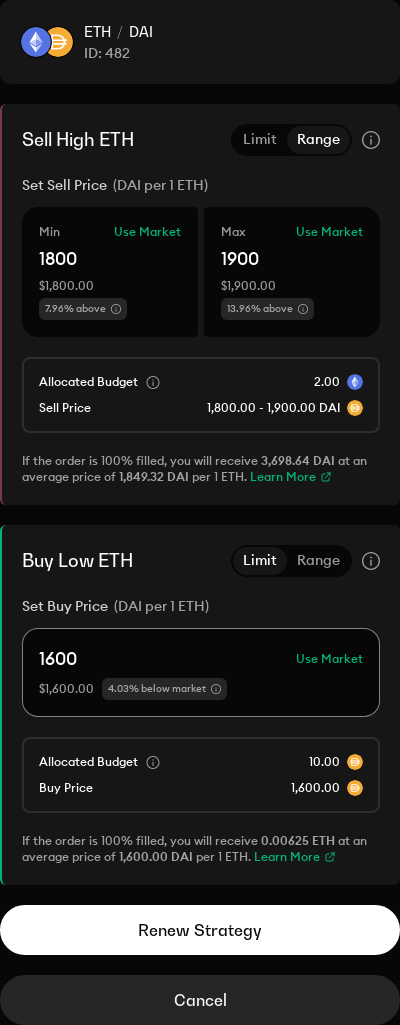 ETH / DAI
ID: 482
Sell High ETH
Limit Range
Set Sell Price (DAI per 1 ETH)
Min Use Market
1800
$1,800.00
7.96% above
Max Use Market
1900
$1,900.00
13.96% above
Allocated Budget 2.00
Sell Price 1,800.00 - 1,900.00 DAI
If the order is 100% filled, you will receive 3,698.64 DAI at an
average price of 1,849.32 DAI per 1 ETH. Learn More
Buy Low ETH
Limit Range
Set Buy Price (DAI per 1 ETH)
1600 Use Market
$1,600.00 4.03% below market
Allocated Budget 10.00
Buy Price 1,600.00
If the order is 100% filled, you will receive 0.00625 ETH at an
average price of 1,600.00 DAI per 1 ETH. Learn More
Renew Strategy
Cancel